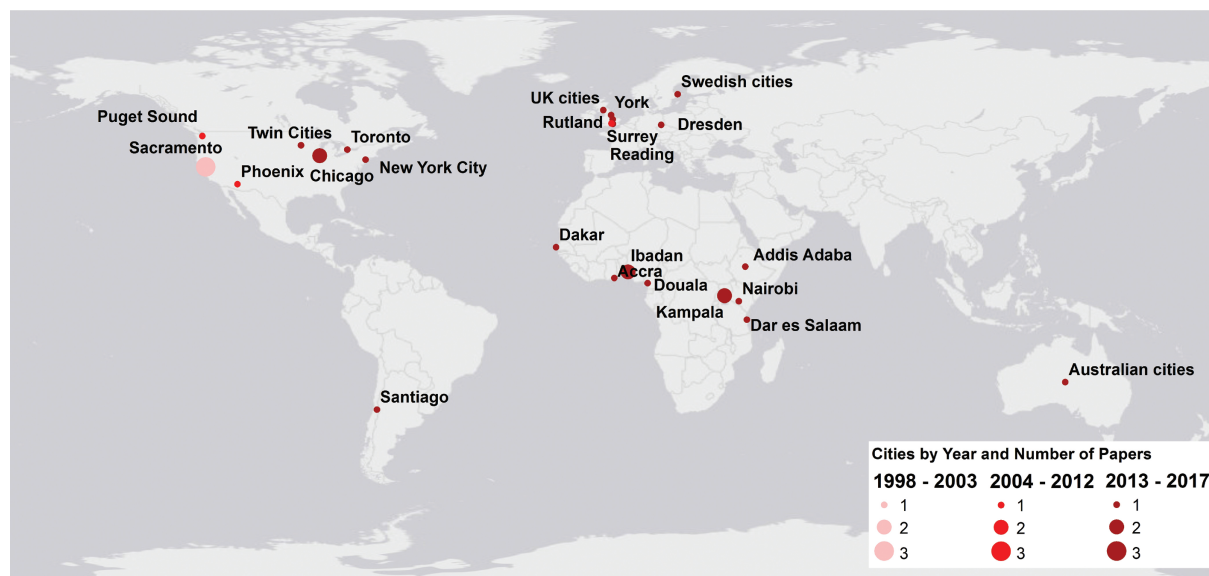 Swedish cities
UK cities
York
Puget Sound
Rutland
Dresden
Twin Cities
Toronto
Surrey
Sacramento
Reading
New York City
Phoenix
Chicago
Dakar
Ibadan
Addis Adaba
Accra
Douala
Nairobi
Kampala
Dar es Salaam
Australian cities
Santiago
Cities by Year and Number of Papers
1998 - 2003 2004 - 2012 2013 - 2017
1 1 1
2 2 2
3 3 3